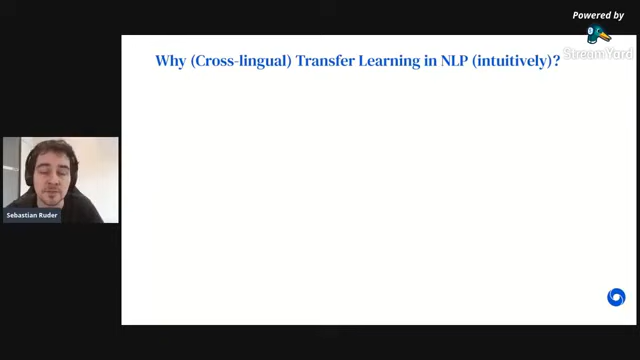 Powered by
StreamYard
Why (Cross-lingual) Transfer Learning in NLP (intuitively)?
Sebastian Ruder